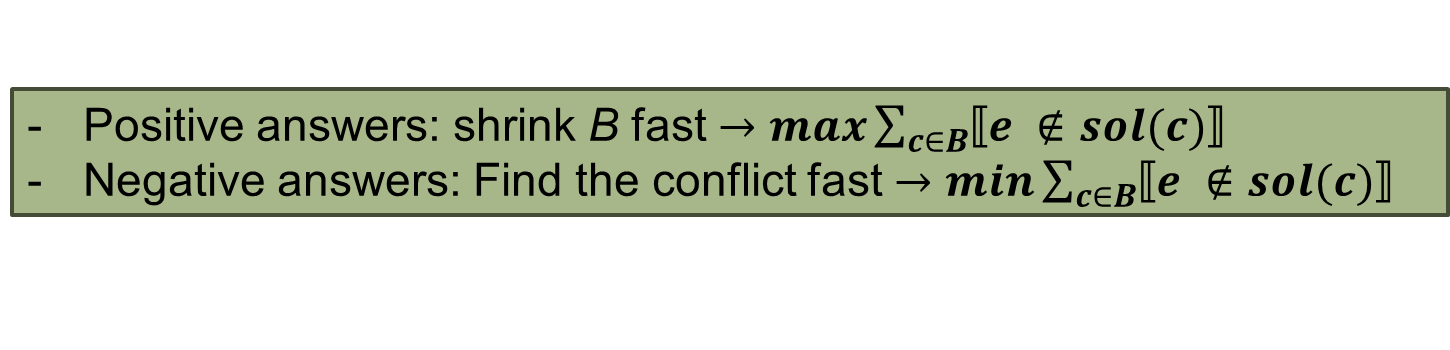 - Positive answers: shrink B fast → max ∑_{c∈B}⟦e ∉ sol(c)⟧
- Negative answers: Find the conflict fast → min ∑_{c∈B}⟦e ∉ sol(c)⟧